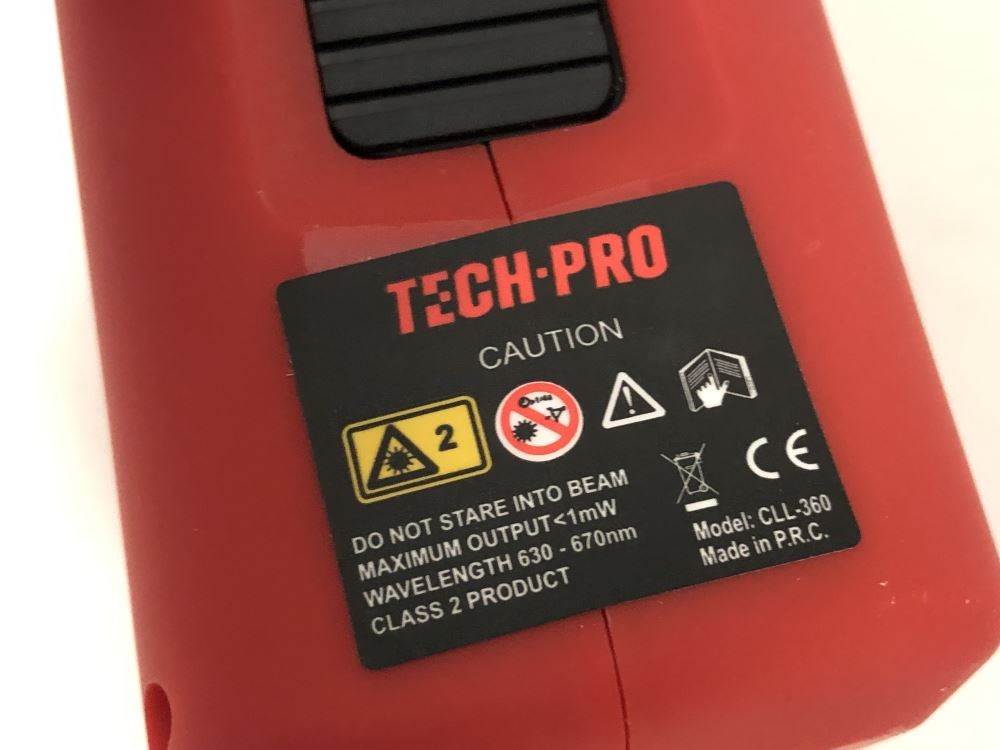 TECH·PRO
CAUTION
2
DO NOT STARE INTO BEAM
MAXIMUM OUTPUT<1mW
WAVELENGTH 630 - 670nm
CLASS 2 PRODUCT
CE
Model: CLL-360
Made in P.R.C.